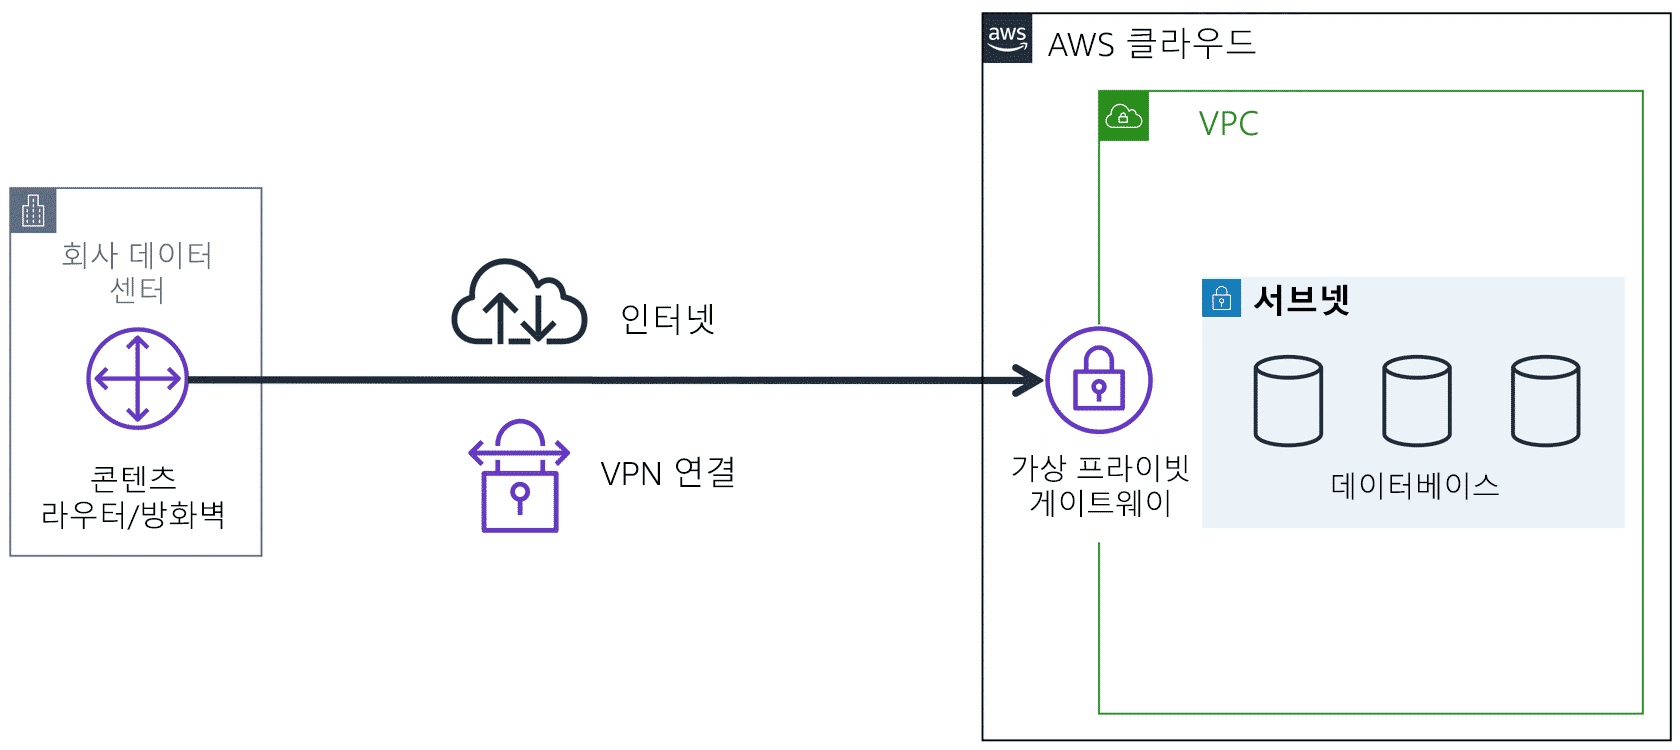 aws
AWS 클라우드
VPC
회사 데이터
센터
인터넷
서브넷
콘텐츠
라우터/방화벽
VPN 연결
가상 프라이빗
게이트웨이
데이터베이스